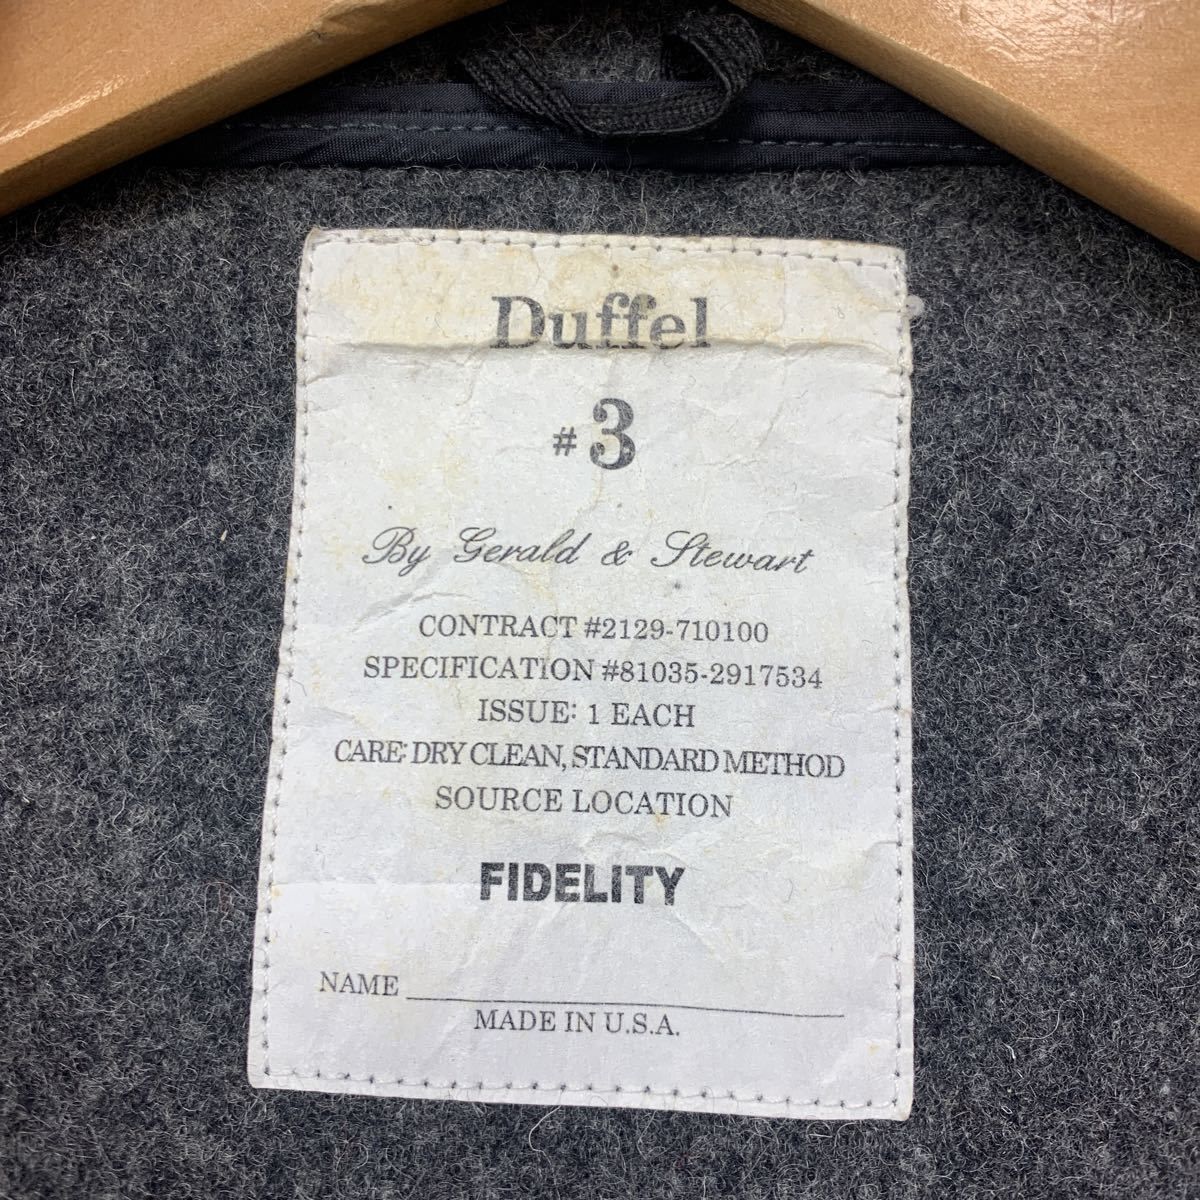 Duffel
#3
By Gerald & Stewart
CONTRACT #2129-710100
SPECIFICATION #81035-2917534
ISSUE: 1 EACH
CARE: DRY CLEAN, STANDARD METHOD
SOURCE LOCATION
FIDELITY
NAME
MADE IN U.S.A.